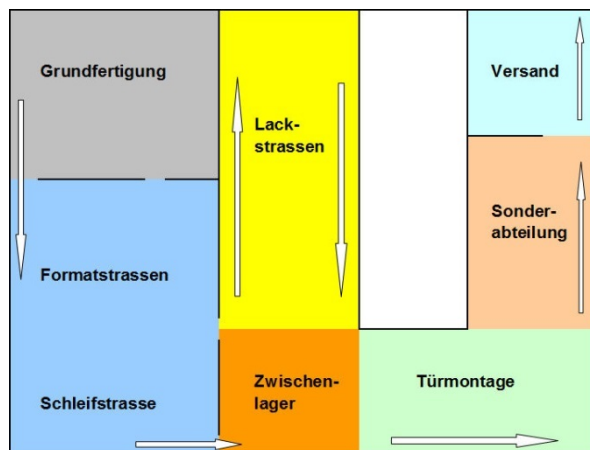 Grundfertigung
Lack-
strassen
Versand
Sonder-
abteilung
Formatstrassen
Schleifstrasse
Zwischen-
lager
Türmontage